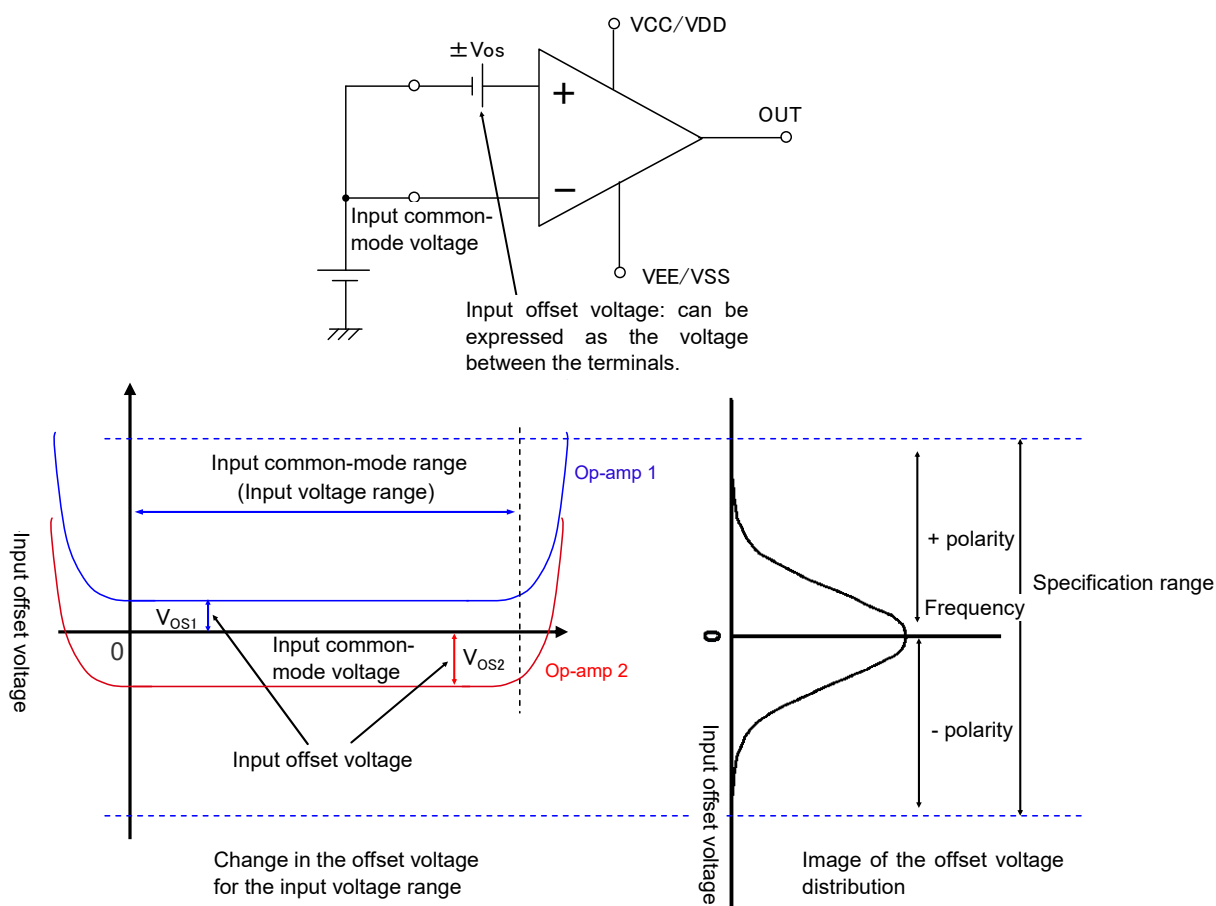 VCC/VDD
±Vos
+
OUT
−
Input common-
mode voltage
VEE/VSS
Input offset voltage: can be
expressed as the voltage
between the terminals.
Input common-mode range
(Input voltage range)
Op-amp 1
Input offset voltage
VOS1
0
Input common-
mode voltage
VOS2
Op-amp 2
Input offset voltage
Change in the offset voltage
for the input voltage range
+ polarity
Specification range
Frequency
0
- polarity
Input offset voltage
Image of the offset voltage
distribution